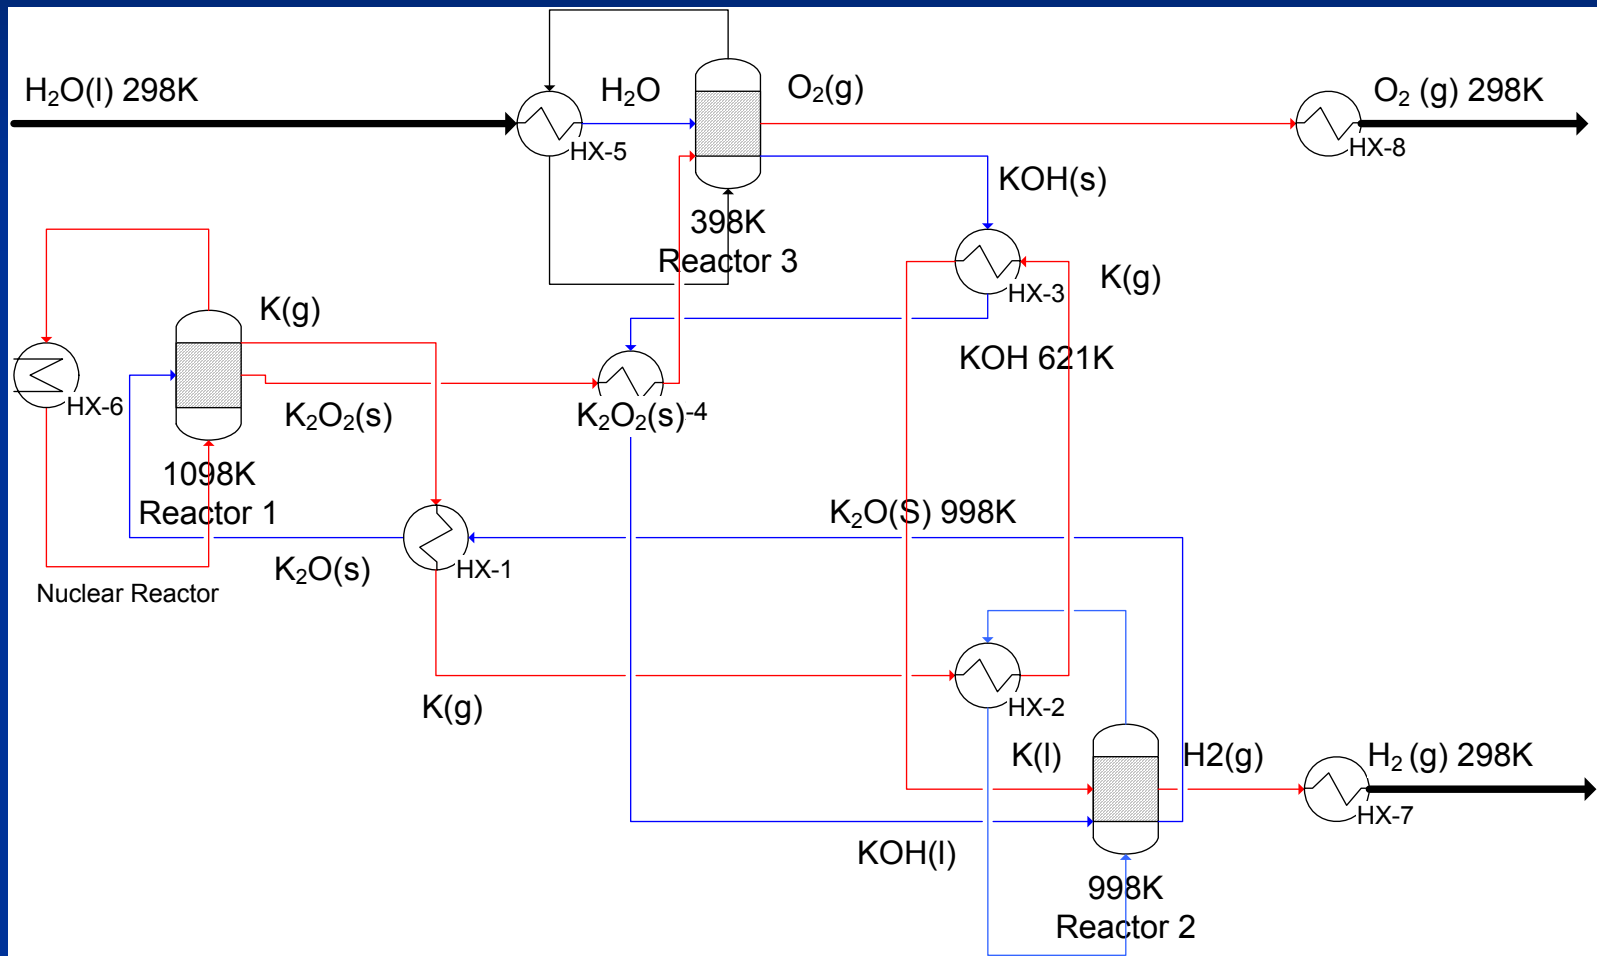 H₂O(l) 298K
H₂O
O₂(g)
O₂ (g) 298K
HX-5
HX-8
KOH(s)
398K
Reactor 3
K(g)
HX-3
K(g)
KOH 621K
HX-6
K₂O₂(s)
K₂O₂(s)-4
1098K
Reactor 1
K₂O(S) 998K
K₂O(s)
HX-1
Nuclear Reactor
K(g)
HX-2
K(l)
H2(g)
H₂ (g) 298K
HX-7
KOH(l)
998K
Reactor 2